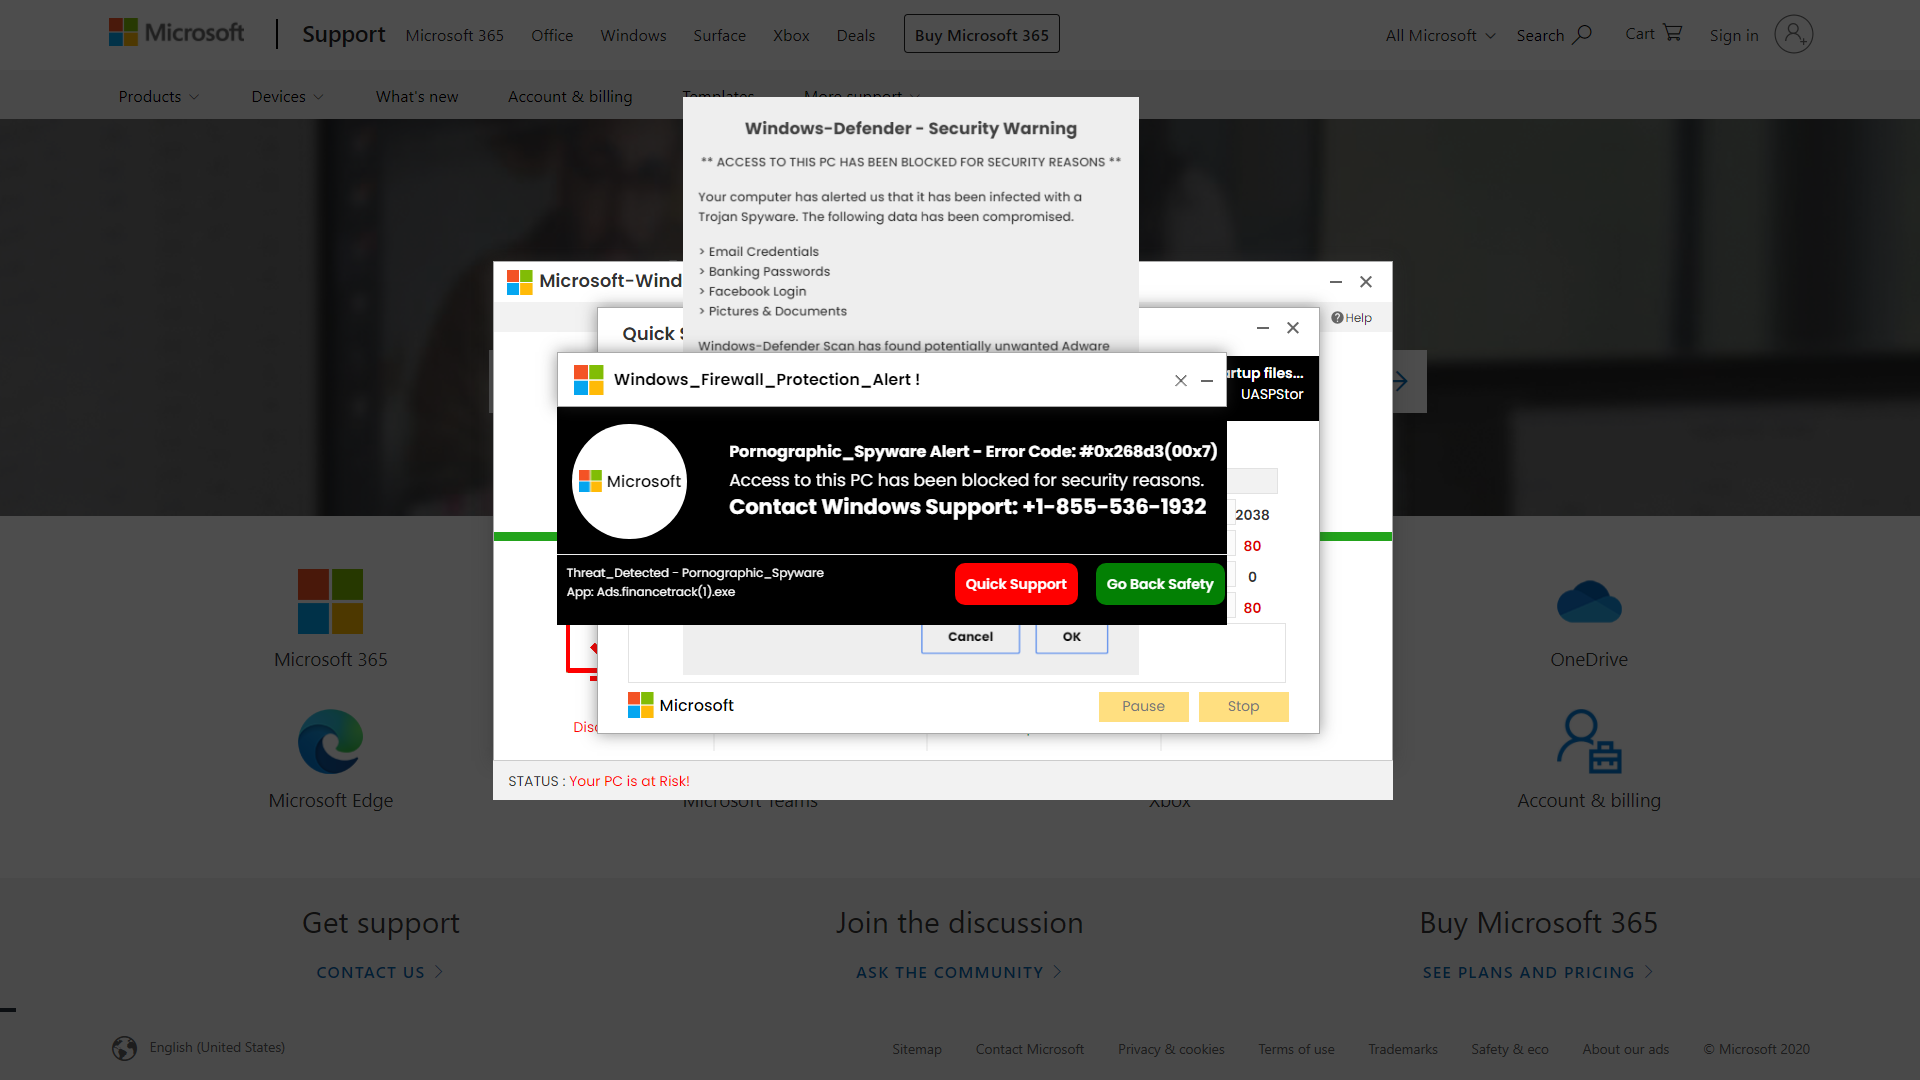 Microsoft
Support
Microsoft 365
Office
Windows
Surface
Xbox
Deals
Buy Microsoft 365
All Microsoft
Search
Cart
Sign in
Products
Devices
What's new
Account & billing
Templates
More support
Windows-Defender - Security Warning
** ACCESS TO THIS PC HAS BEEN BLOCKED FOR SECURITY REASONS **
Your computer has alerted us that it has been infected with a
Trojan Spyware. The following data has been compromised.
> Email Credentials
> Banking Passwords
> Facebook Login
> Pictures & Documents
Windows-Defender Scan has found potentially unwanted Adware
Microsoft-Wind
Help
Quick S
artup files...
UASPStor
Windows_Firewall_Protection_Alert !
Microsoft
Pornographic_Spyware Alert - Error Code: #0x268d3(00x7)
Access to this PC has been blocked for security reasons.
Contact Windows Support: +1-855-536-1932
Threat_Detected - Pornographic_Spyware
App: Ads.financetrack(1).exe
Quick Support
Go Back Safety
2038
80
0
80
Cancel
OK
Microsoft
Pause
Stop
Disc
STATUS : Your PC is at Risk!
Microsoft 365
OneDrive
Microsoft Edge
Microsoft Teams
Xbox
Account & billing
Get support
CONTACT US
Join the discussion
ASK THE COMMUNITY
Buy Microsoft 365
SEE PLANS AND PRICING
English (United States)
Sitemap
Contact Microsoft
Privacy & cookies
Terms of use
Trademarks
Safety & eco
About our ads
© Microsoft 2020